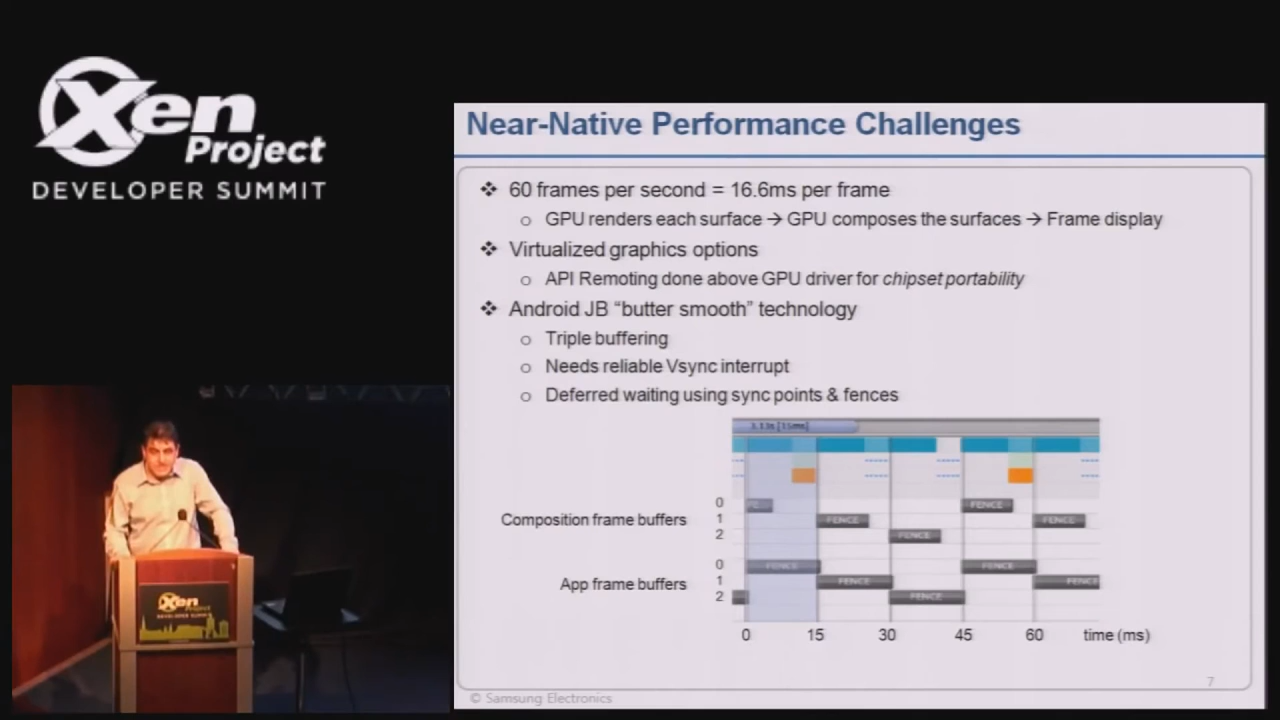 Xen
Project
DEVELOPER SUMMIT
Near-Native Performance Challenges
❖ 60 frames per second = 16.6ms per frame
o GPU renders each surface → GPU composes the surfaces → Frame display
❖ Virtualized graphics options
o API Remoting done above GPU driver for chipset portability
❖ Android JB “butter smooth” technology
o Triple buffering
o Needs reliable Vsync interrupt
o Deferred waiting using sync points & fences
3.13s [15ms]
Composition frame buffers
0
1
2
FENCE
FENCE
FENCE
FENCE
App frame buffers
0
1
2
FENCE
FENCE
FENCE
FENCE
FENCE
0 15 30 45 60 time (ms)
7
© Samsung Electronics
Xen
Project
DEVELOPER SUMMIT